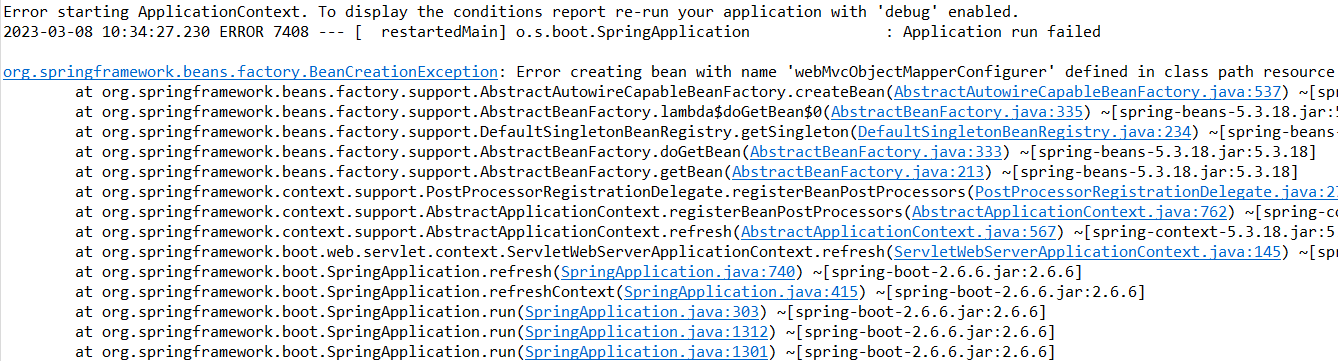 Error starting ApplicationContext. To display the conditions report re-run your application with 'debug' enabled.
2023-03-08 10:34:27.230 ERROR 7408 --- [  restartedMain] o.s.boot.SpringApplication               : Application run failed
org.springframework.beans.factory.BeanCreationException: Error creating bean with name 'webMvcObjectMapperConfigurer' defined in class path resource
at org.springframework.beans.factory.support.AbstractAutowireCapableBeanFactory.createBean(AbstractAutowireCapableBeanFactory.java:537) ~[spr
at org.springframework.beans.factory.support.AbstractBeanFactory.lambda$doGetBean$0(AbstractBeanFactory.java:335) ~[spring-beans-5.3.18.jar:5
at org.springframework.beans.factory.support.DefaultSingletonBeanRegistry.getSingleton(DefaultSingletonBeanRegistry.java:234) ~[spring-beans-
at org.springframework.beans.factory.support.AbstractBeanFactory.doGetBean(AbstractBeanFactory.java:333) ~[spring-beans-5.3.18.jar:5.3.18]
at org.springframework.beans.factory.support.AbstractBeanFactory.getBean(AbstractBeanFactory.java:213) ~[spring-beans-5.3.18.jar:5.3.18]
at org.springframework.context.support.PostProcessorRegistrationDelegate.registerBeanPostProcessors(PostProcessorRegistrationDelegate.java:27
at org.springframework.context.support.AbstractApplicationContext.registerBeanPostProcessors(AbstractApplicationContext.java:762) ~[spring-co
at org.springframework.context.support.AbstractApplicationContext.refresh(AbstractApplicationContext.java:567) ~[spring-context-5.3.18.jar:5
at org.springframework.boot.web.servlet.context.ServletWebServerApplicationContext.refresh(ServletWebServerApplicationContext.java:145) ~[spr
at org.springframework.boot.SpringApplication.refresh(SpringApplication.java:740) ~[spring-boot-2.6.6.jar:2.6.6]
at org.springframework.boot.SpringApplication.refreshContext(SpringApplication.java:415) ~[spring-boot-2.6.6.jar:2.6.6]
at org.springframework.boot.SpringApplication.run(SpringApplication.java:303) ~[spring-boot-2.6.6.jar:2.6.6]
at org.springframework.boot.SpringApplication.run(SpringApplication.java:1312) ~[spring-boot-2.6.6.jar:2.6.6]
at org.springframework.boot.SpringApplication.run(SpringApplication.java:1301) ~[spring-boot-2.6.6.jar:2.6.6]